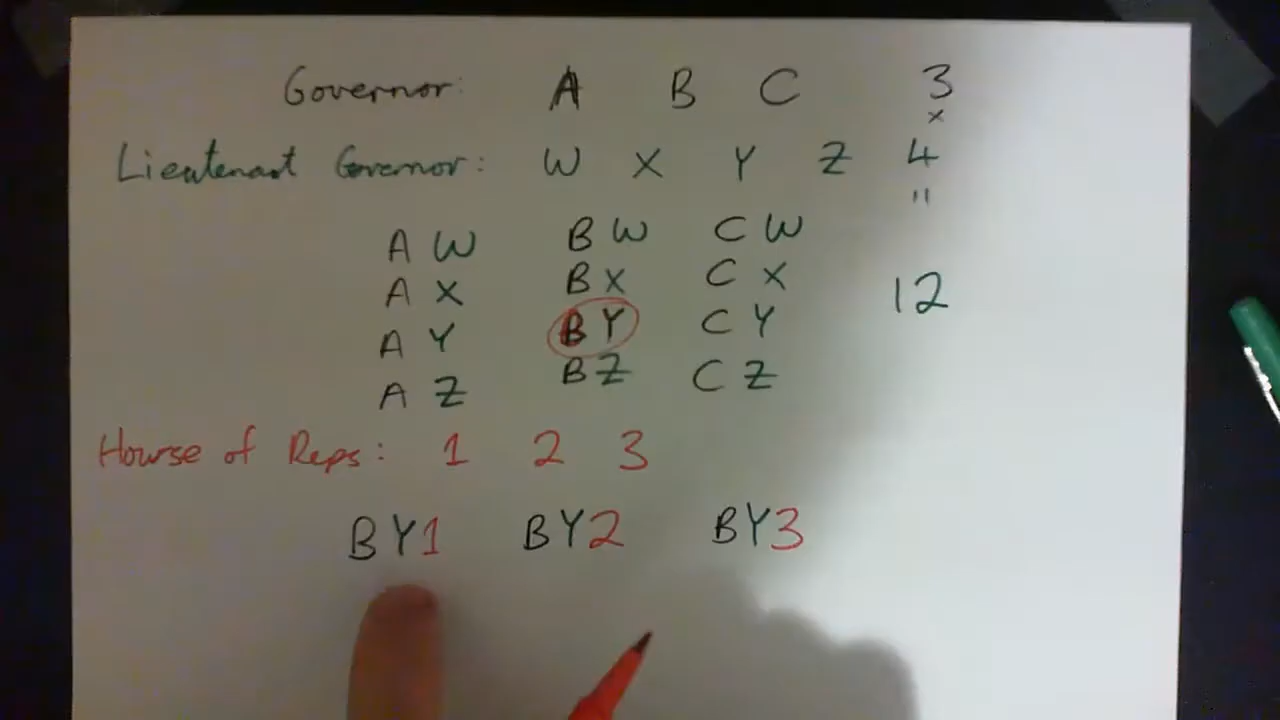 Governor: A B C 3
x
Lieutenant Governor: W X Y Z 4
=
A W B W C W
A X B X C X 12
A Y B Y C Y
A Z B Z C Z
House of Reps: 1 2 3
B Y 1 B Y 2 B Y 3